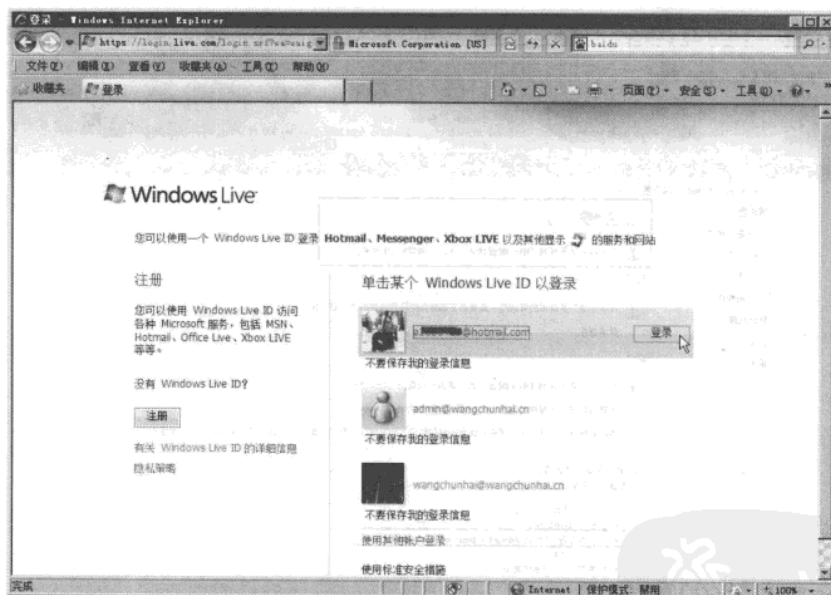 登录 - Windows Internet Explorer
https://login.live.com/login.srf? Microsoft Corporation [US] baidu
文件(F) 编辑(E) 查看(V) 收藏夹(A) 工具(T) 帮助(H)
收藏夹 登录 页面(P) 安全(S) 工具(O)
Windows Live
您可以使用一个 Windows Live ID 登录 Hotmail、Messenger、Xbox LIVE 以及其他显示 的服务和网站
注册
您可以使用 Windows Live ID 访问
各种 Microsoft 服务，包括 MSN、
Hotmail、Office Live、Xbox LIVE
等等。
没有 Windows Live ID?
注册
有关 Windows Live ID 的详细信息
隐私策略
单击某个 Windows Live ID 以登录
@hotmail.com 登录
不要保存我的登录信息
admin@wangchunhai.cn
不要保存我的登录信息
wangchunhai@wangchunhai.cn
不要保存我的登录信息
使用其他帐户登录
使用标准安全措施
完成 Internet | 保护模式: 禁用 100%